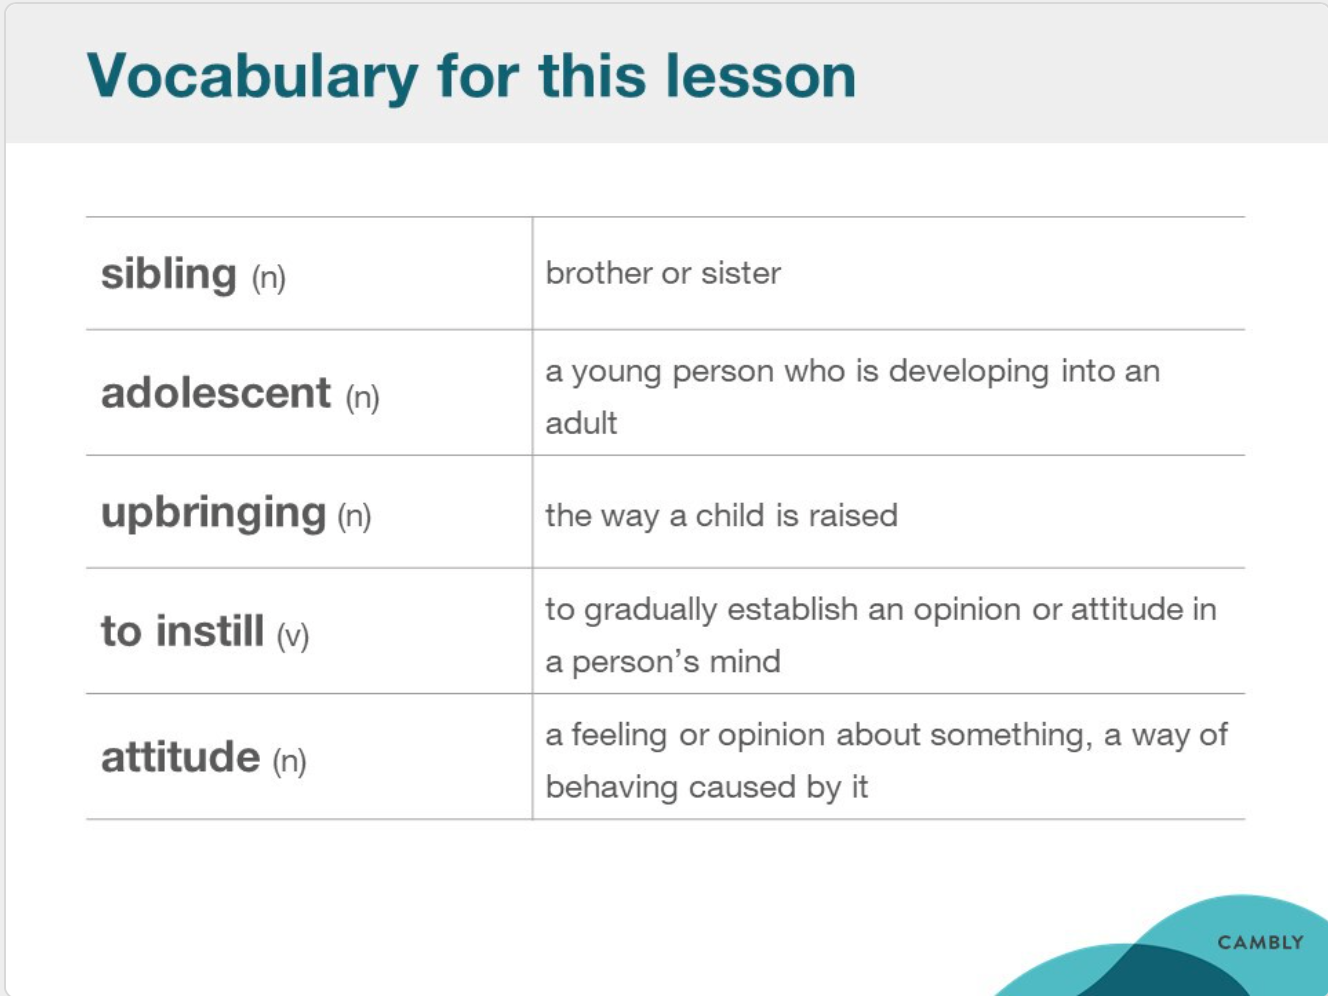 Vocabulary for this lesson
sibling (n)
brother or sister
adolescent (n)
a young person who is developing into an
adult
upbringing (n)
the way a child is raised
to instill (v)
to gradually establish an opinion or attitude in
a person's mind
attitude (n)
a feeling or opinion about something, a way of
behaving caused by it
CAMBLY